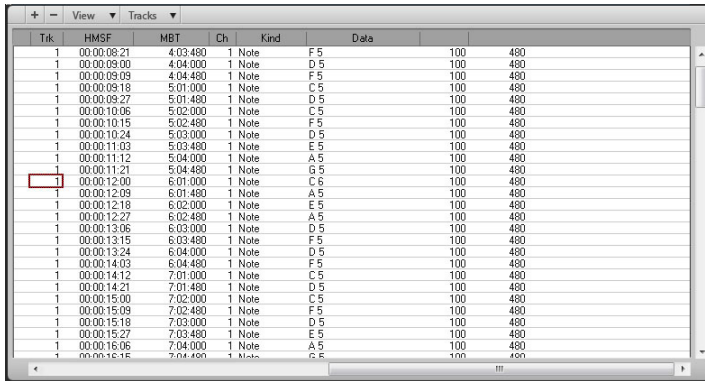 + − View ▼ Tracks ▼
Trk HMSF MBT Ch Kind Data
1 00:00:08:21 4:03:480 1 Note F 5 100 480
1 00:00:09:00 4:04:000 1 Note D 5 100 480
1 00:00:09:09 4:04:480 1 Note F 5 100 480
1 00:00:09:18 5:01:000 1 Note C 5 100 480
1 00:00:09:27 5:01:480 1 Note D 5 100 480
1 00:00:10:06 5:02:000 1 Note C 5 100 480
1 00:00:10:15 5:02:480 1 Note F 5 100 480
1 00:00:10:24 5:03:000 1 Note D 5 100 480
1 00:00:11:03 5:03:480 1 Note E 5 100 480
1 00:00:11:12 5:04:000 1 Note A 5 100 480
1 00:00:11:21 5:04:480 1 Note G 5 100 480
1 00:00:12:00 6:01:000 1 Note C 6 100 480
1 00:00:12:09 6:01:480 1 Note A 5 100 480
1 00:00:12:18 6:02:000 1 Note E 5 100 480
1 00:00:12:27 6:02:480 1 Note A 5 100 480
1 00:00:13:06 6:03:000 1 Note D 5 100 480
1 00:00:13:15 6:03:480 1 Note F 5 100 480
1 00:00:13:24 6:04:000 1 Note D 5 100 480
1 00:00:14:03 6:04:480 1 Note F 5 100 480
1 00:00:14:12 7:01:000 1 Note C 5 100 480
1 00:00:14:21 7:01:480 1 Note D 5 100 480
1 00:00:15:00 7:02:000 1 Note C 5 100 480
1 00:00:15:09 7:02:480 1 Note F 5 100 480
1 00:00:15:18 7:03:000 1 Note D 5 100 480
1 00:00:15:27 7:03:480 1 Note E 5 100 480
1 00:00:16:06 7:04:000 1 Note A 5 100 480
1 00:00:16:15 7:04:480 1 Note G 5 100 480